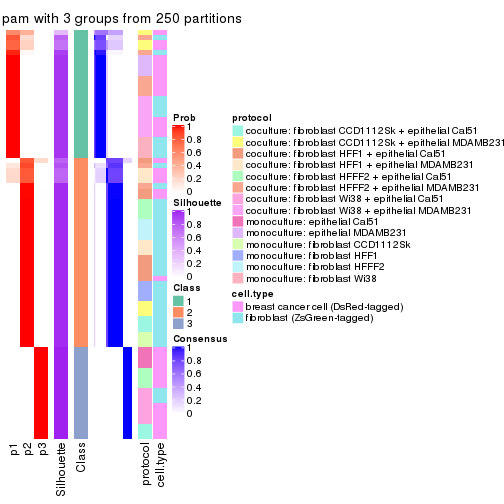 pam with 3 groups from 250 partitions
Prob
1
0.8
0.6
0.4
0.2
0
Silhouette
1
0.8
0.6
0.4
0.2
0
Class
1
2
3
Consensus
1
0.8
0.6
0.4
0.2
0
protocol
coculture: fibroblast CCD1112Sk + epithelial Cal51
coculture: fibroblast CCD1112Sk + epithelial MDAMB231
coculture: fibroblast HFF1 + epithelial Cal51
coculture: fibroblast HFF1 + epithelial MDAMB231
coculture: fibroblast HFFF2 + epithelial Cal51
coculture: fibroblast HFFF2 + epithelial MDAMB231
coculture: fibroblast Wi38 + epithelial Cal51
coculture: fibroblast Wi38 + epithelial MDAMB231
monoculture: epithelial Cal51
monoculture: epithelial MDAMB231
monoculture: fibroblast CCD1112Sk
monoculture: fibroblast HFF1
monoculture: fibroblast HFFF2
monoculture: fibroblast Wi38
cell.type
breast cancer cell (DsRed-tagged)
fibroblast (ZsGreen-tagged)
p1
p2
p3
Silhouette
Class
protocol
cell.type